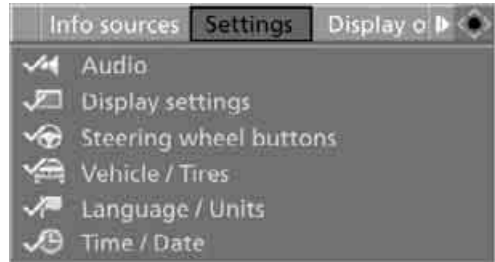 Info sources Settings Display o
Audio
Display settings
Steering wheel buttons
Vehicle / Tires
Language / Units
Time / Date